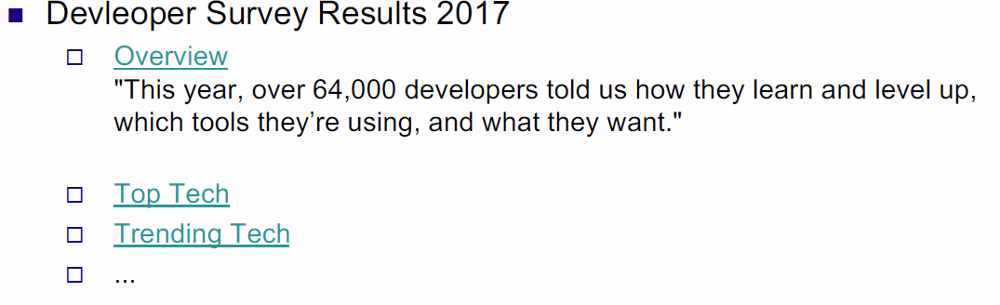 Devleoper Survey Results 2017
Overview
"This year, over 64,000 developers told us how they learn and level up,
which tools they’re using, and what they want."
Top Tech
Trending Tech
...